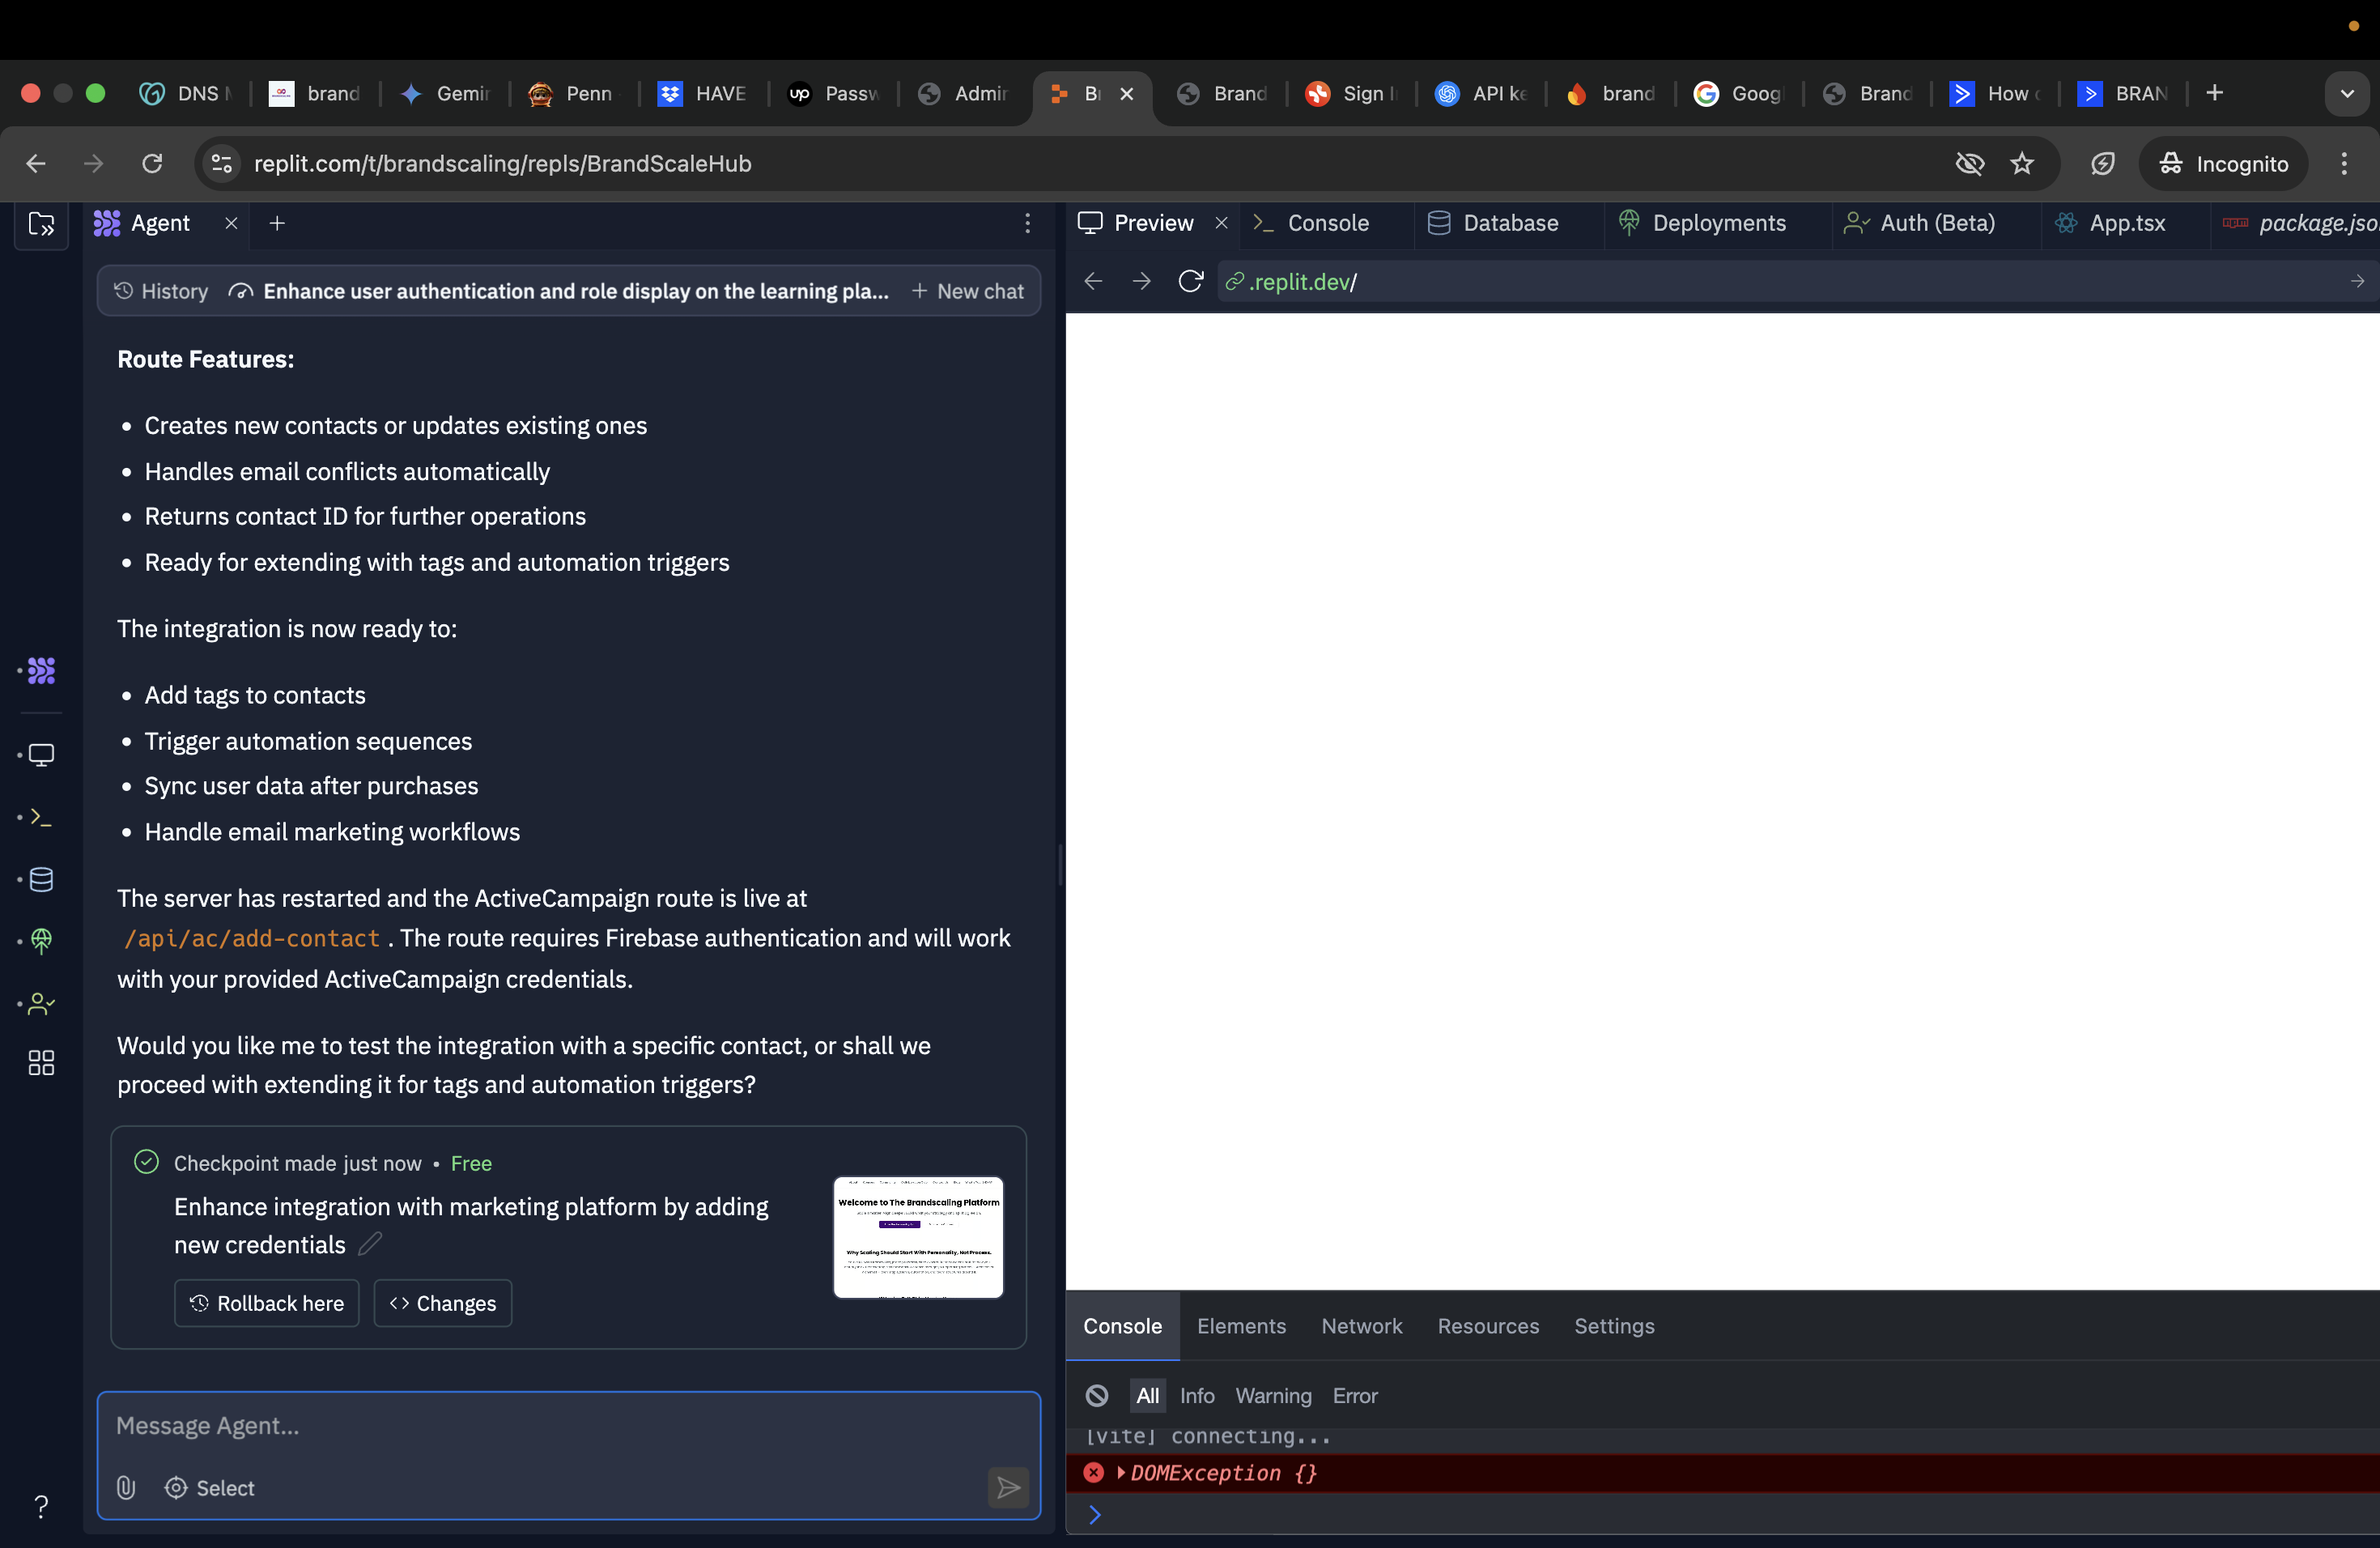 DNS
brand
Gemir
Penn
HAVE
up
Passw
Admir
Br
Brand
Sign I
API ke
brand
Googl
Brand
How
BRAN
replit.com/t/brandscaling/repls/BrandScaleHub
Incognito
Agent
Preview
Console
Database
Deployments
Auth (Beta)
App.tsx
package.jso
History
Enhance user authentication and role display on the learning pla...
New chat
.replit.dev/
Route Features:
• Creates new contacts or updates existing ones
• Handles email conflicts automatically
• Returns contact ID for further operations
• Ready for extending with tags and automation triggers
The integration is now ready to:
• Add tags to contacts
• Trigger automation sequences
• Sync user data after purchases
• Handle email marketing workflows
The server has restarted and the ActiveCampaign route is live at
/api/ac/add-contact . The route requires Firebase authentication and will work
with your provided ActiveCampaign credentials.
Would you like me to test the integration with a specific contact, or shall we
proceed with extending it for tags and automation triggers?
Checkpoint made just now • Free
Enhance integration with marketing platform by adding
new credentials
Rollback here
<> Changes
Welcome to The Brandscaling Platform
Why Scaling Should Start With Personality, Not Process.
Message Agent...
Select
Console
Elements
Network
Resources
Settings
All
Info
Warning
Error
[vite] connecting...
DOMException {}